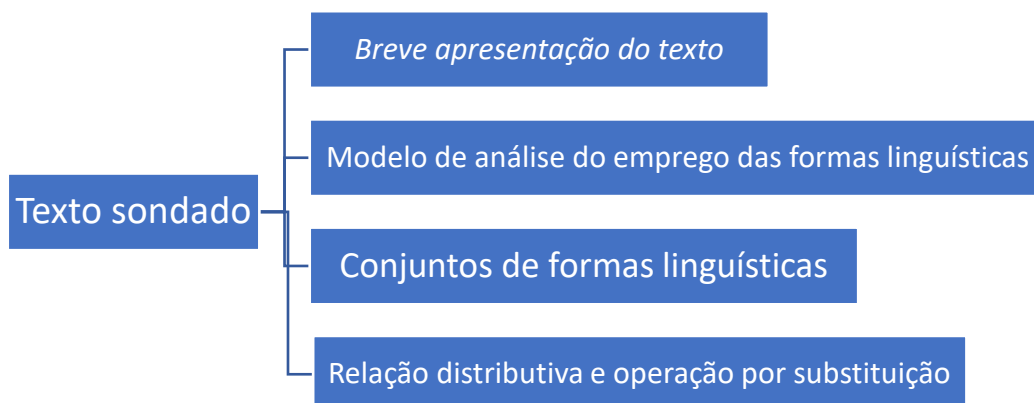 Breve apresentação do texto
Modelo de análise do emprego das formas linguísticas
Texto sondado
Conjuntos de formas linguísticas
Relação distributiva e operação por substituição